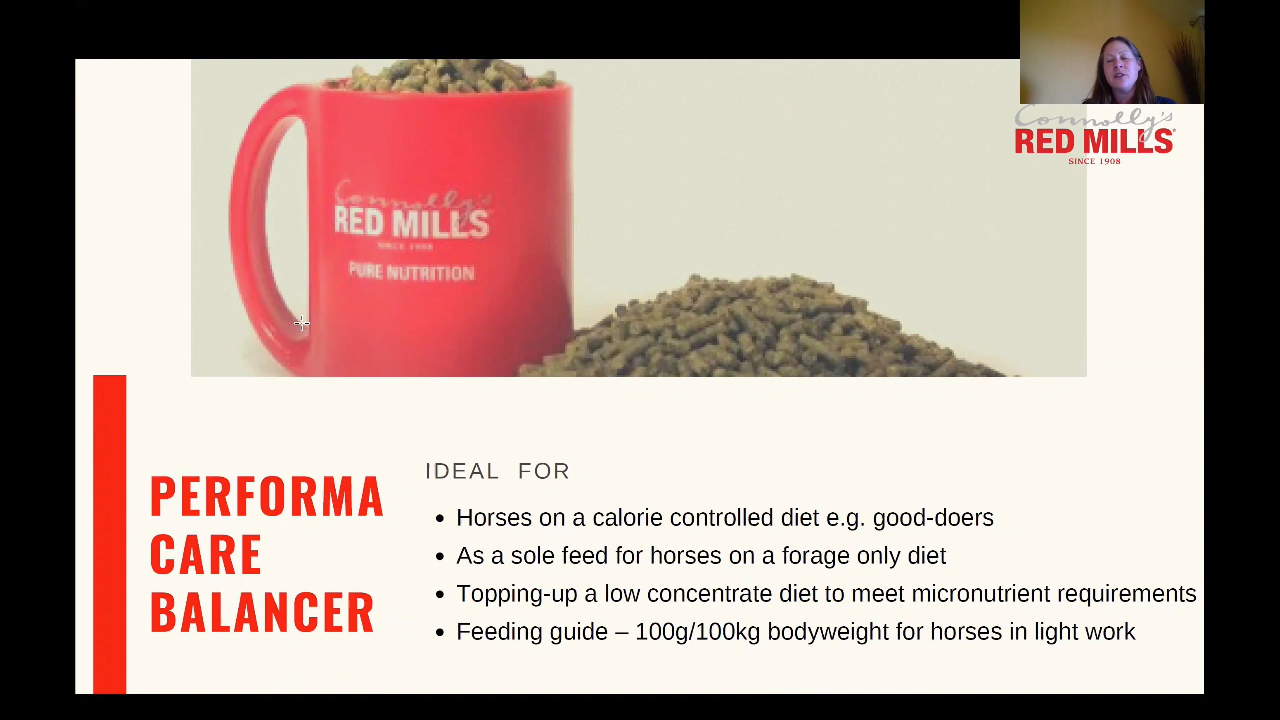 Connolly's
RED MILLS
SINCE 1908
Connolly's
RED MILLS
SINCE 1908
PURE NUTRITION
PERFORMA
CARE
BALANCER
IDEAL FOR
• Horses on a calorie controlled diet e.g. good-doers
• As a sole feed for horses on a forage only diet
• Topping-up a low concentrate diet to meet micronutrient requirements
• Feeding guide – 100g/100kg bodyweight for horses in light work